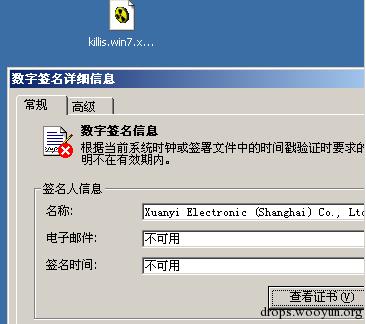 killis.win7.x...
数字签名详细信息
常规 高级
数字签名信息
根据当前系统时钟或签署文件中的时间戳验证时要求的
明不在有效期内。
签名人信息
名称: Xuanyi Electronic (Shanghai) Co., Ltd
电子邮件: 不可用
签名时间: 不可用
查看证书(V)
drops.wooyun.org